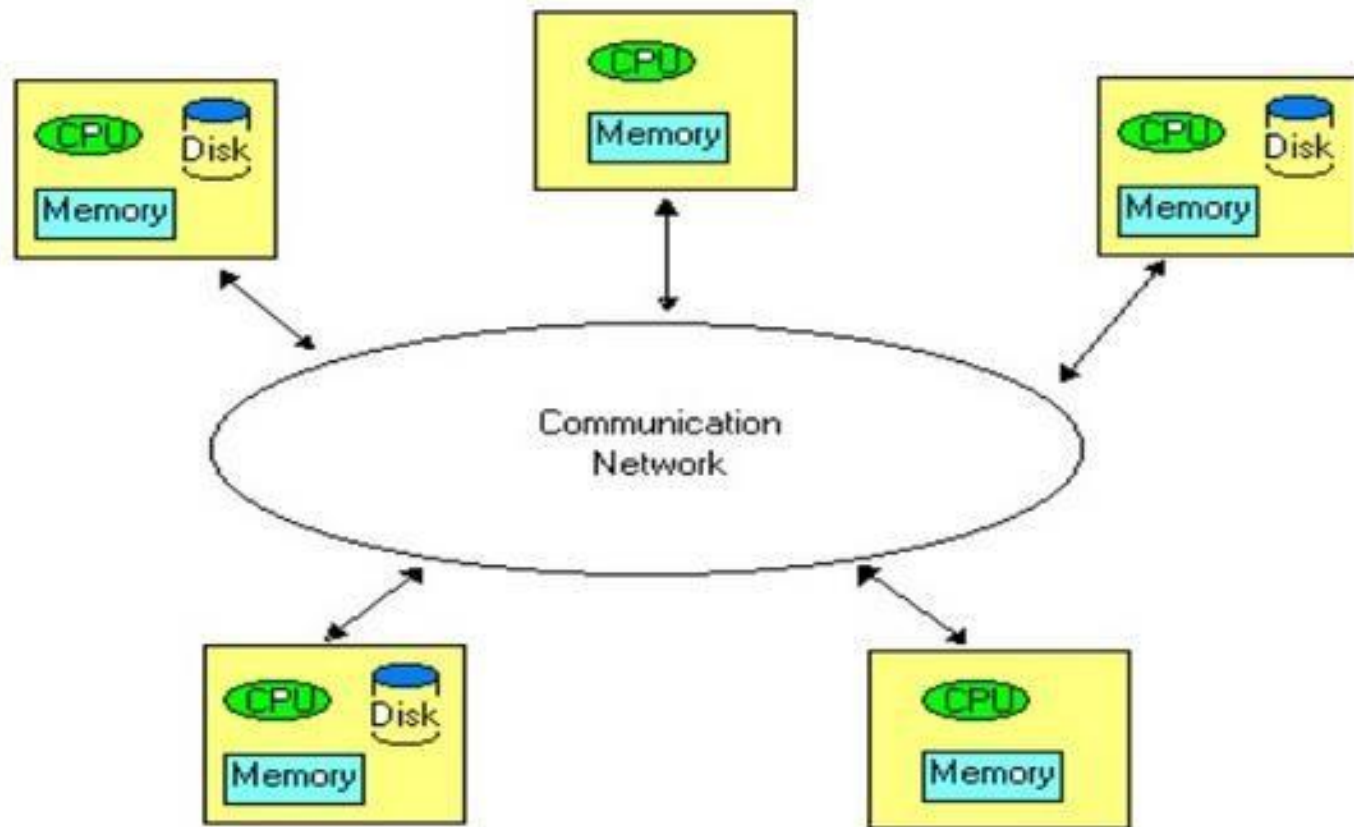 CPU
Memory
CPU
Disk
Memory
CPU
Disk
Memory
Communication
Network
CPU
Disk
Memory
CPU
Memory